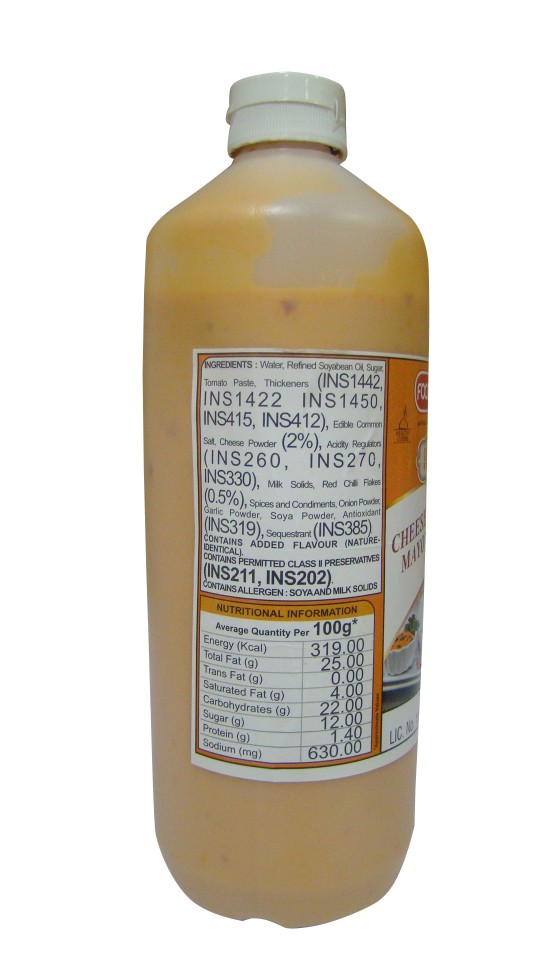 INGREDIENTS : Water, Refined Soyabean Oil, Sugar,
Tomato Paste, Thickeners (INS1442,
INS1422 INS1450,
INS415, INS412), Edible Common
Salt, Cheese Powder (2%), Acidity Regulators
(INS260, INS270,
INS330), Milk Solids, Red Chilli Flakes
(0.5%), Spices and Condiments, Onion Powder,
Garlic Powder, Soya Powder, Antioxidant
(INS319), Sequestrant (INS385)
CONTAINS ADDED FLAVOUR (NATURE-
IDENTICAL).
CONTAINS PERMITTED CLASS II PRESERVATIVES
(INS211, INS202).
CONTAINS ALLERGEN : SOYA AND MILK SOLIDS
NUTRITIONAL INFORMATION
Average Quantity Per 100g*
Energy (Kcal) 319.00
Total Fat (g) 25.00
Trans Fat (g) 0.00
Saturated Fat (g) 4.00
Carbohydrates (g) 22.00
Sugar (g) 12.00
Protein (g) 1.40
Sodium (mg) 630.00
FOO
CHEES
MAY
LIC. No.